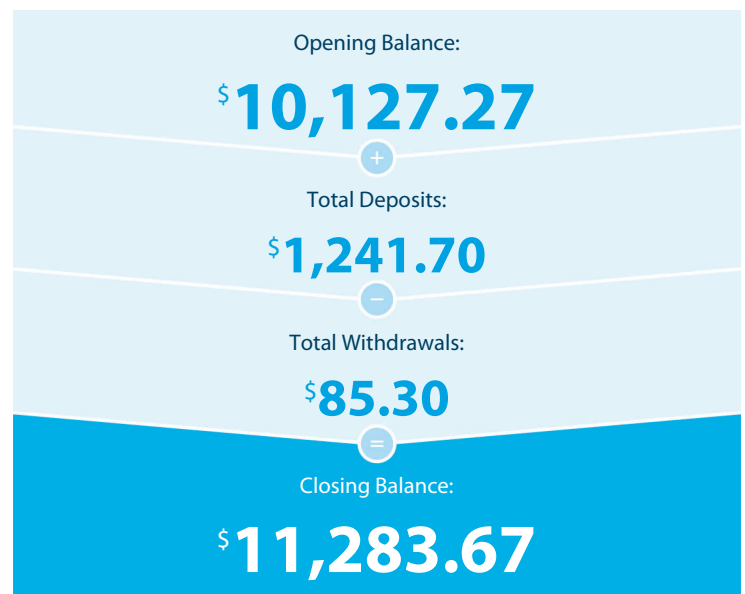 Opening Balance:
$10,127.27
+
Total Deposits:
$1,241.70
−
Total Withdrawals:
$85.30
=
Closing Balance:
$11,283.67